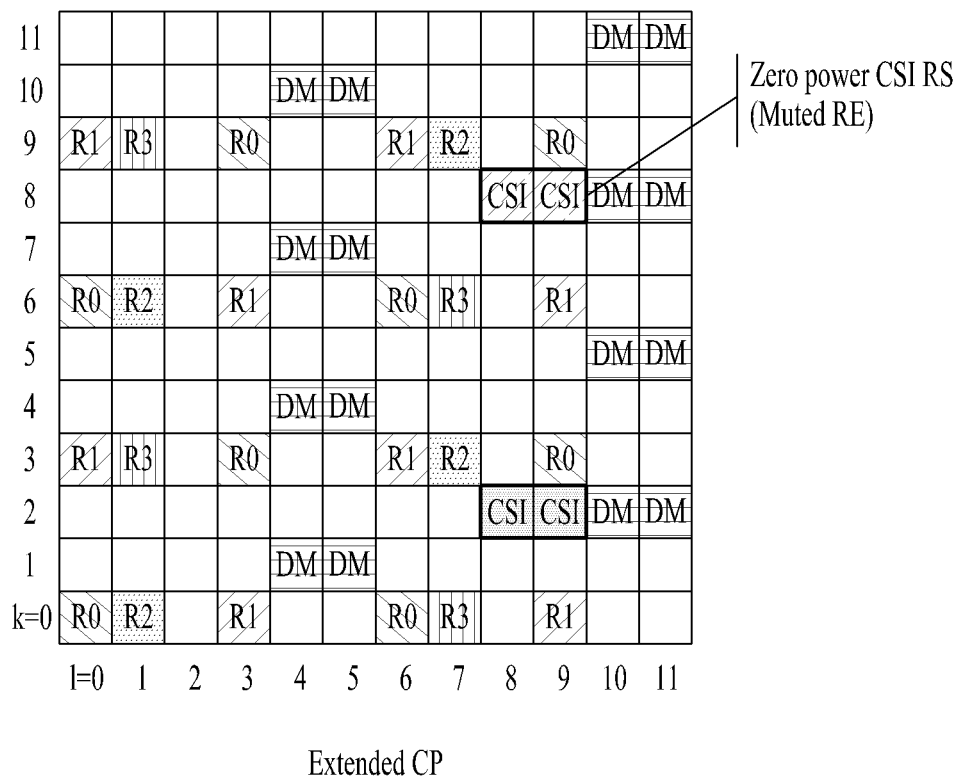 11 DM DM
10 DM DM
Zero power CSI RS
(Muted RE)
9 R1 R3 R0 R1 R2 R0
8 CSI CSI DM DM
7 DM DM
6 R0 R2 R1 R0 R3 R1
5 DM DM
4 DM DM
3 R1 R3 R0 R1 R2 R0
2 CSI CSI DM DM
1 DM DM
k=0 R0 R2 R1 R0 R3 R1
l=0 1 2 3 4 5 6 7 8 9 10 11
Extended CP